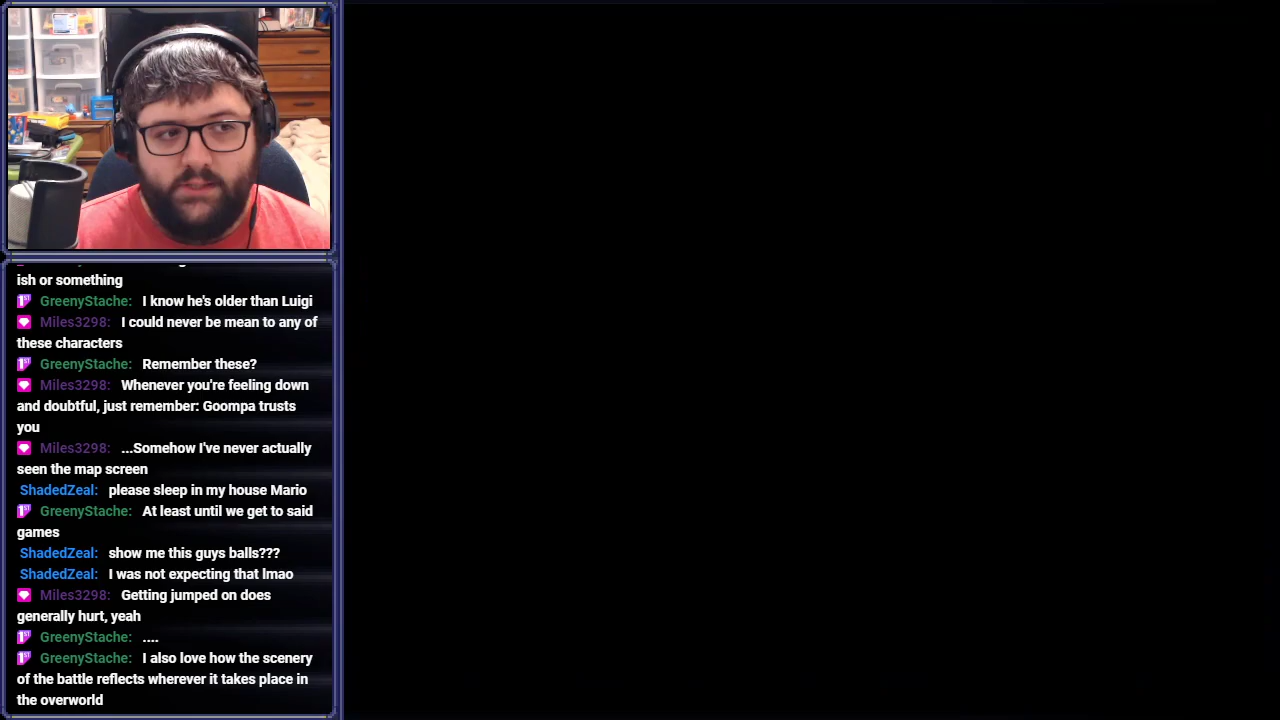 ish or something
GreenyStache: I know he's older than Luigi
Miles3298: I could never be mean to any of
these characters
GreenyStache: Remember these?
Miles3298: Whenever you're feeling down
and doubtful, just remember: Goompa trusts
you
Miles3298: ...Somehow I've never actually
seen the map screen
ShadedZeal: please sleep in my house Mario
GreenyStache: At least until we get to said
games
ShadedZeal: show me this guys balls???
ShadedZeal: I was not expecting that lmao
Miles3298: Getting jumped on does
generally hurt, yeah
GreenyStache: ....
GreenyStache: I also love how the scenery
of the battle reflects wherever it takes place in
the overworld